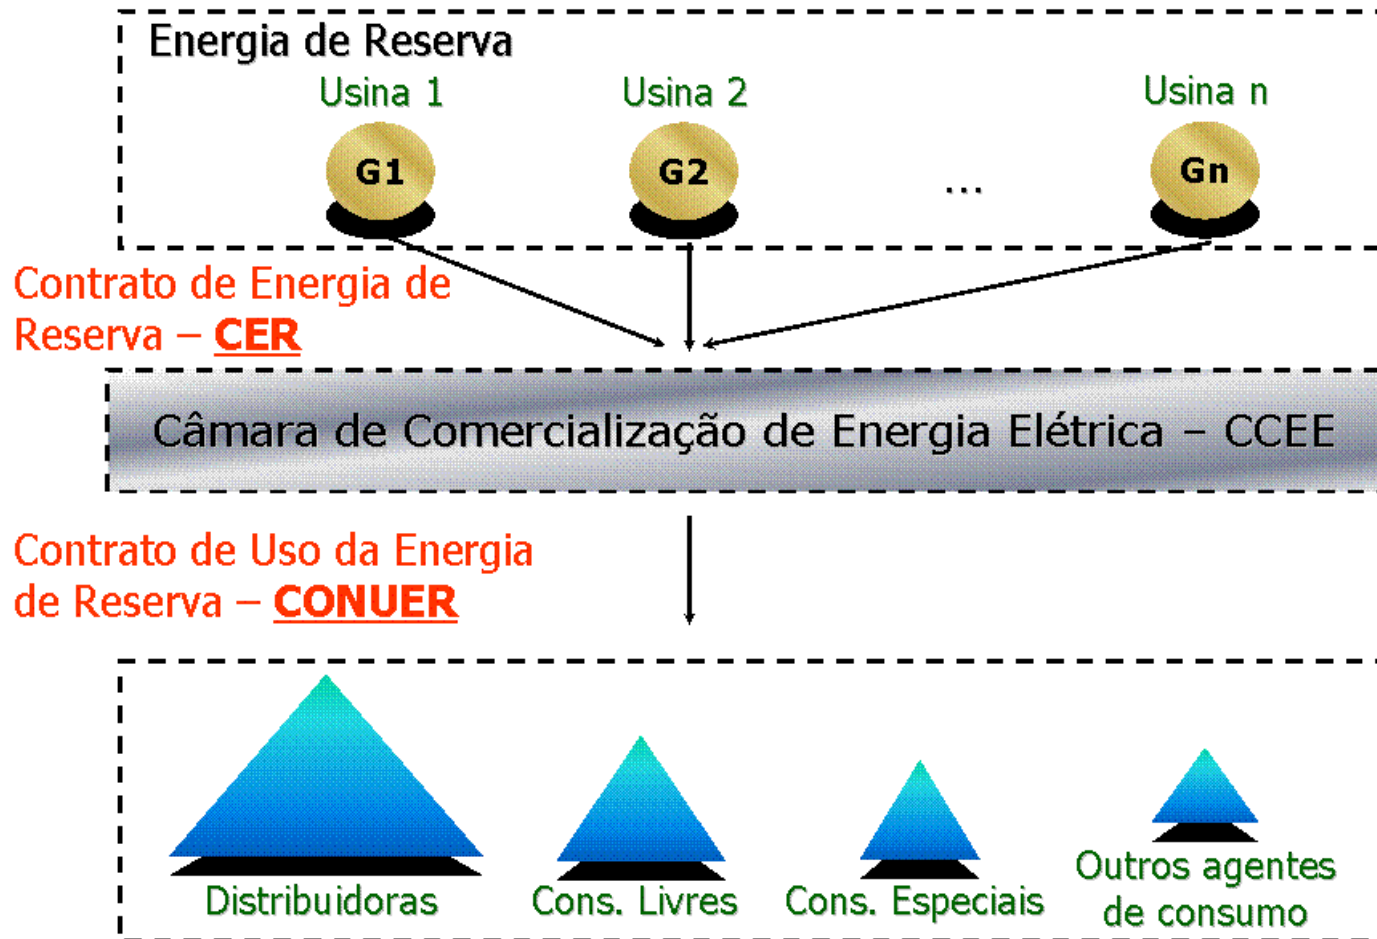 Energia de Reserva
Usina 1
Usina 2
Usina n
G1
G2
...
Gn
Contrato de Energia de
Reserva – CER
Câmara de Comercialização de Energia Elétrica – CCEE
Contrato de Uso da Energia
de Reserva – CONUER
Distribuidoras
Cons. Livres
Cons. Especiais
Outros agentes
de consumo